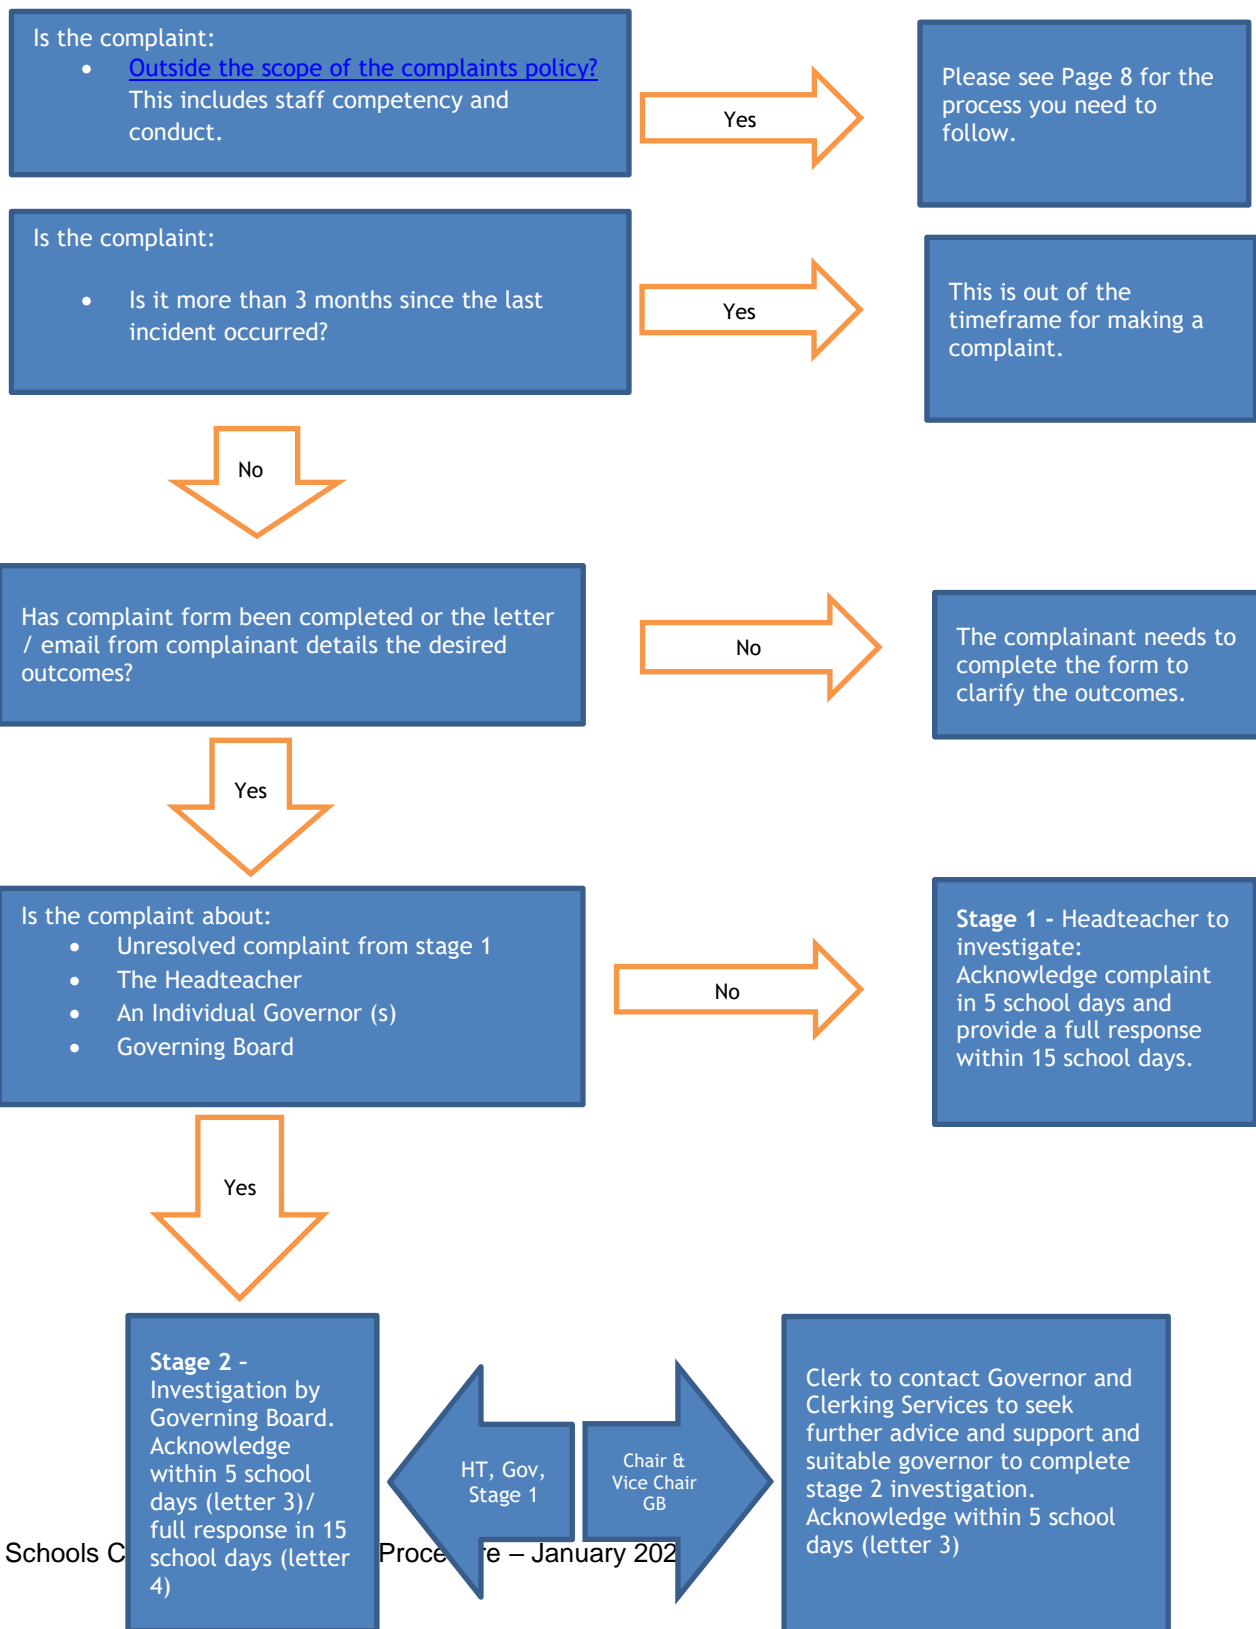 Is the complaint:
• Outside the scope of the complaints policy?
This includes staff competency and
conduct.
Yes
Please see Page 8 for the
process you need to
follow.
Is the complaint:
• Is it more than 3 months since the last
incident occurred?
Yes
This is out of the
timeframe for making a
complaint.
No
Has complaint form been completed or the letter
/ email from complainant details the desired
outcomes?
No
The complainant needs to
complete the form to
clarify the outcomes.
Yes
Is the complaint about:
• Unresolved complaint from stage 1
• The Headteacher
• An Individual Governor (s)
• Governing Board
No
Stage 1 - Headteacher to
investigate:
Acknowledge complaint
in 5 school days and
provide a full response
within 15 school days.
Yes
Stage 2 –
Investigation by
Governing Board.
Acknowledge
within 5 school
days (letter 3)/
full response in 15
school days (letter
4)
HT, Gov,
Stage 1
Chair &
Vice Chair
GB
Clerk to contact Governor and
Clerking Services to seek
further advice and support and
suitable governor to complete
stage 2 investigation.
Acknowledge within 5 school
days (letter 3)
Schools – January